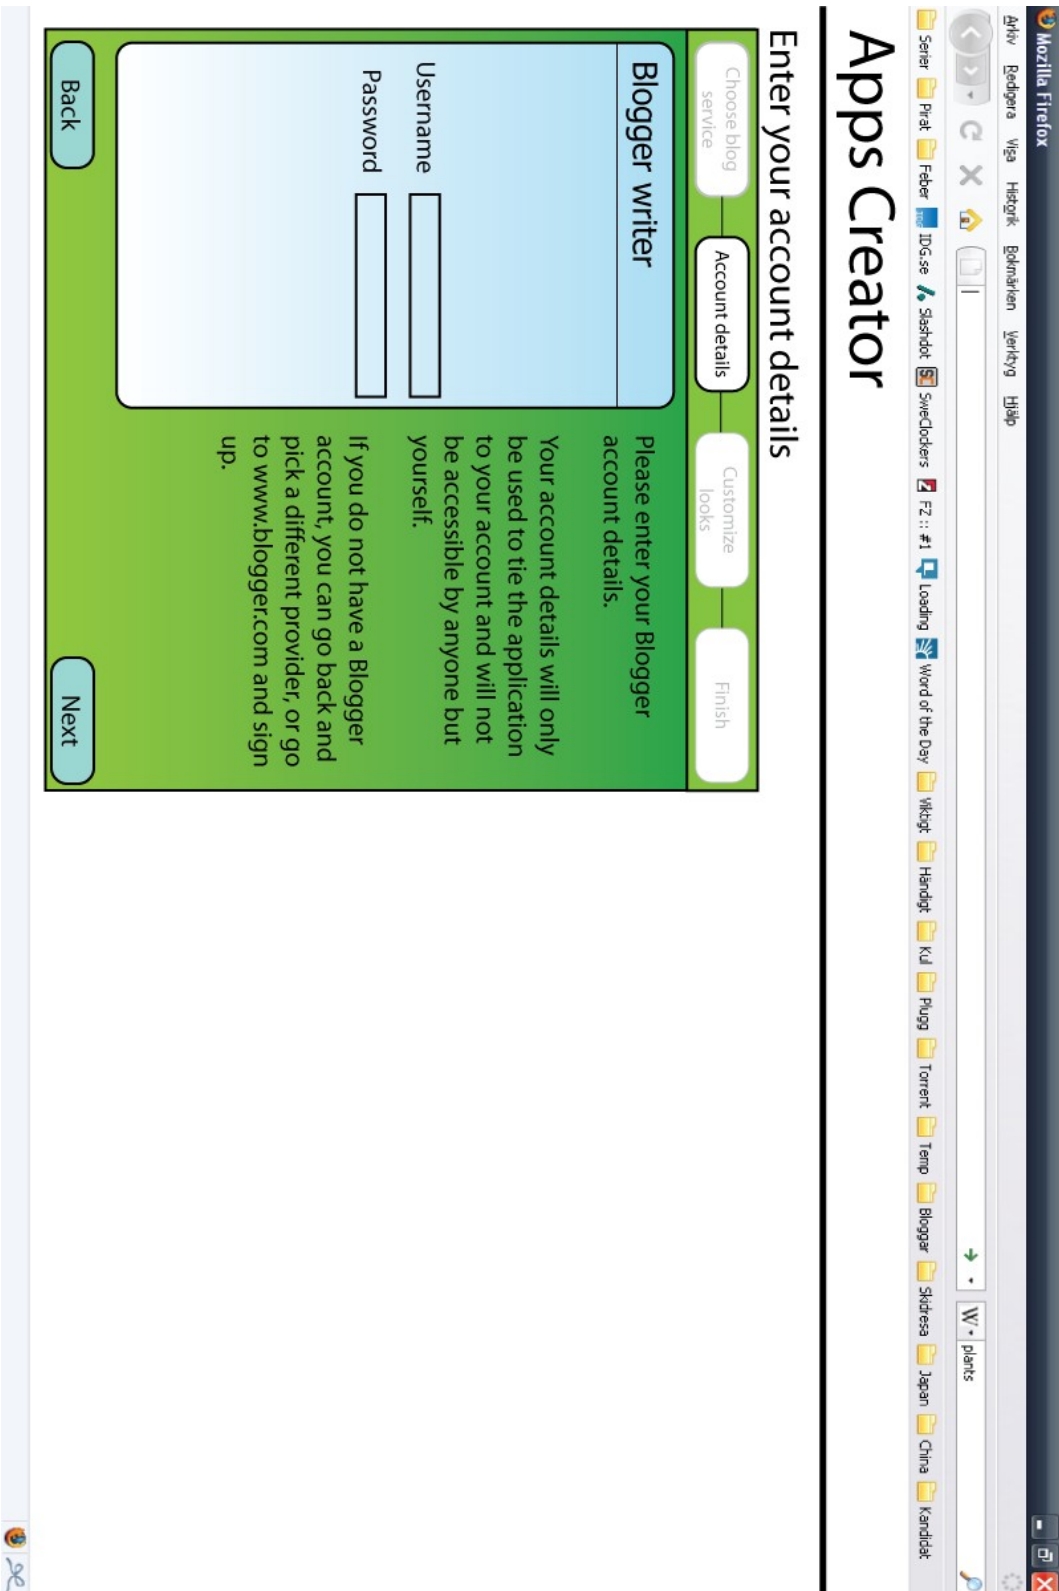 Mozilla Firefox
Arkiv Redigera Visa Historik Bokmärken Verktyg Hjälp
W plants
Serier Pirat Feber IDG.se Slashdot SweClockers FZ :: #1 Loading Word of the Day Viktigt Händigt Kul Plugg Torrent Temp Bloggar Skidresa Japan China Kandidat
Apps Creator
Enter your account details
Choose blog
service
Account details
Customize
looks
Finish
Blogger writer
Username
Password
Please enter your Blogger
account details.
Your account details will only
be used to tie the application
to your account and will not
be accessible by anyone but
yourself.
If you do not have a Blogger
account, you can go back and
pick a different provider, or go
to www.blogger.com and sign
up.
Back
Next